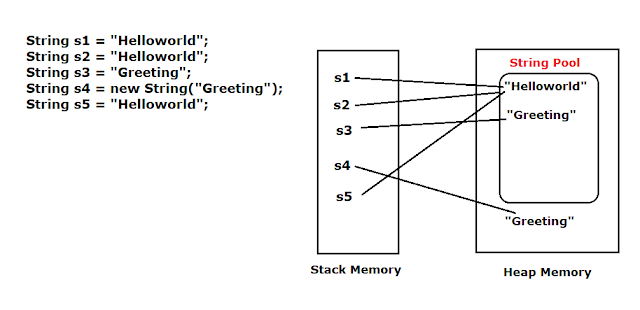 String s1 = "Helloworld";
String s2 = "Helloworld";
String s3 = "Greeting";
String s4 = new String("Greeting");
String s5 = "Helloworld";
s1
s2
s3
s4
s5
Stack Memory
String Pool
"Helloworld"
"Greeting"
"Greeting"
Heap Memory